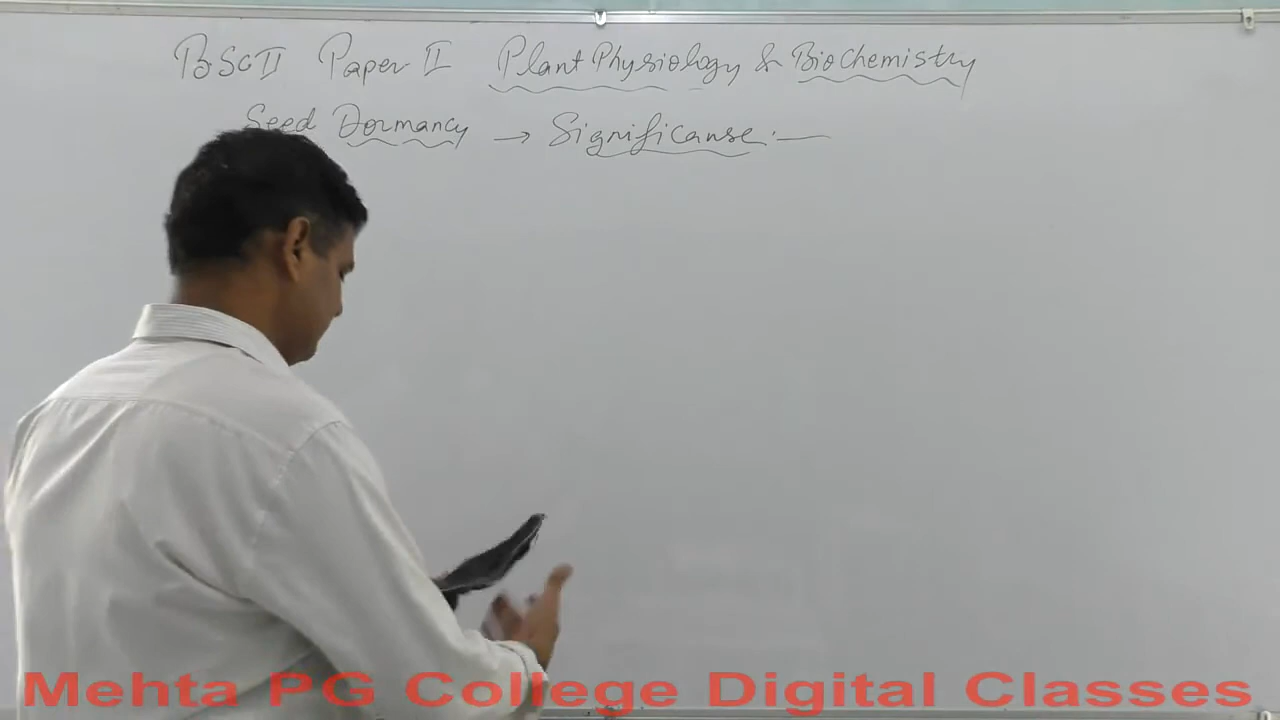 BSc II Paper II Plant Physiology & Biochemistry
Seed Dormancy → Significanse :—
Mehta PG College Digital Classes